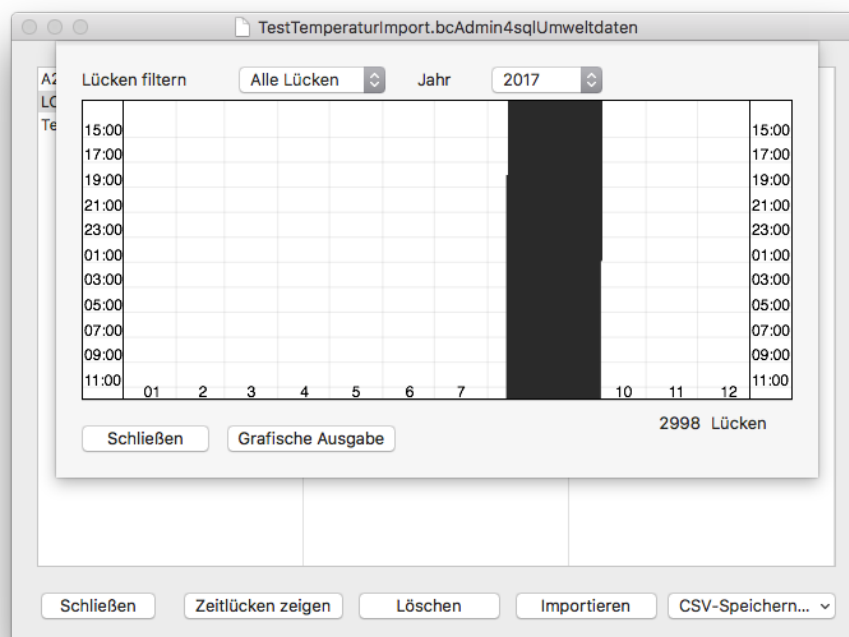 TestTemperaturImport.bcAdmin4sqlUmweltdaten
A2
LC
Te
Lücken filtern Alle Lücken Jahr 2017
15:00 15:00
17:00 17:00
19:00 19:00
21:00 21:00
23:00 23:00
01:00 01:00
03:00 03:00
05:00 05:00
07:00 07:00
09:00 09:00
11:00 11:00
01 2 3 4 5 6 7 10 11 12
2998 Lücken
Schließen Grafische Ausgabe
Schließen Zeitlücken zeigen Löschen Importieren CSV-Speichern...